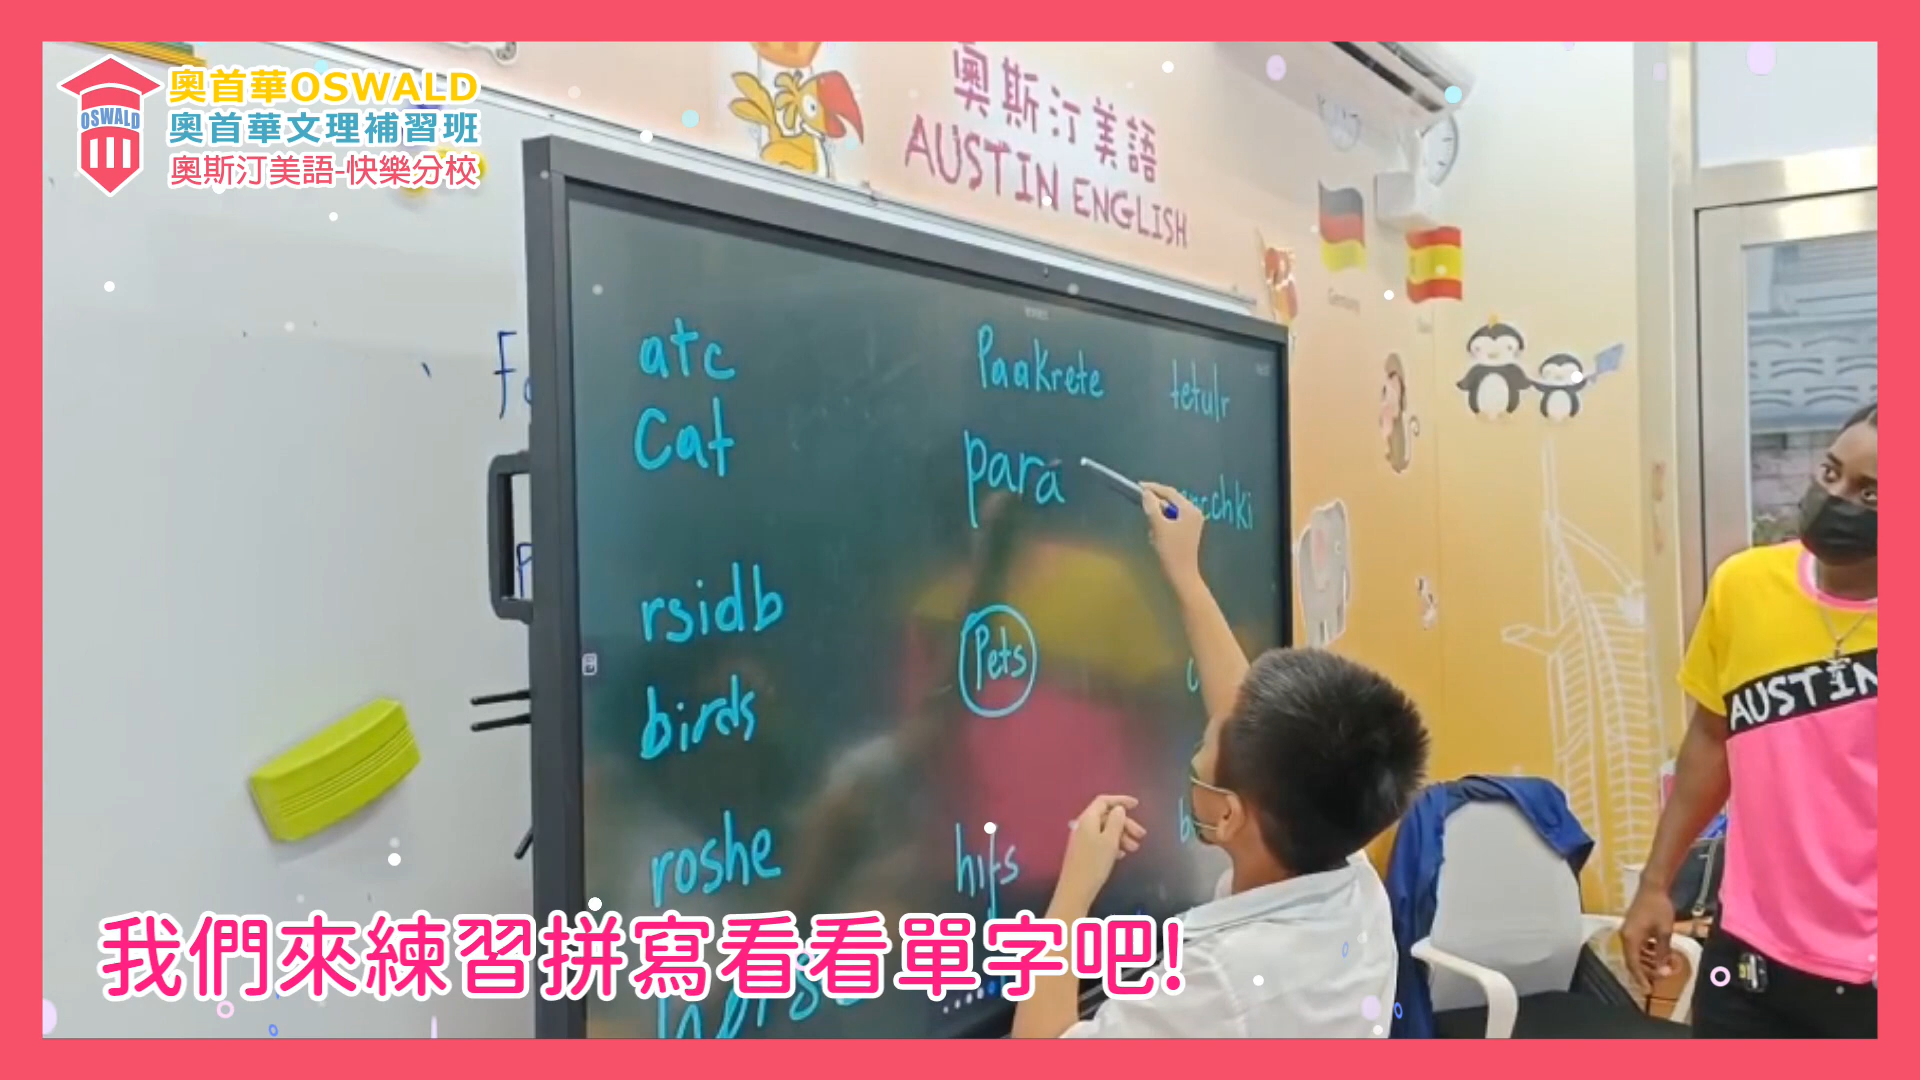 奧首華OSWALD
奧首華文理補習班
奧斯汀美語-快樂分校
OSWALD
奧斯汀美語
AUSTIN ENGLISH
Germany
atc
cat
rsidb
birds
roshe
horse
Paakrete
para
Pets
hifs
tetulr
cchki
AUSTIN
我們來練習拼寫看看單字吧!